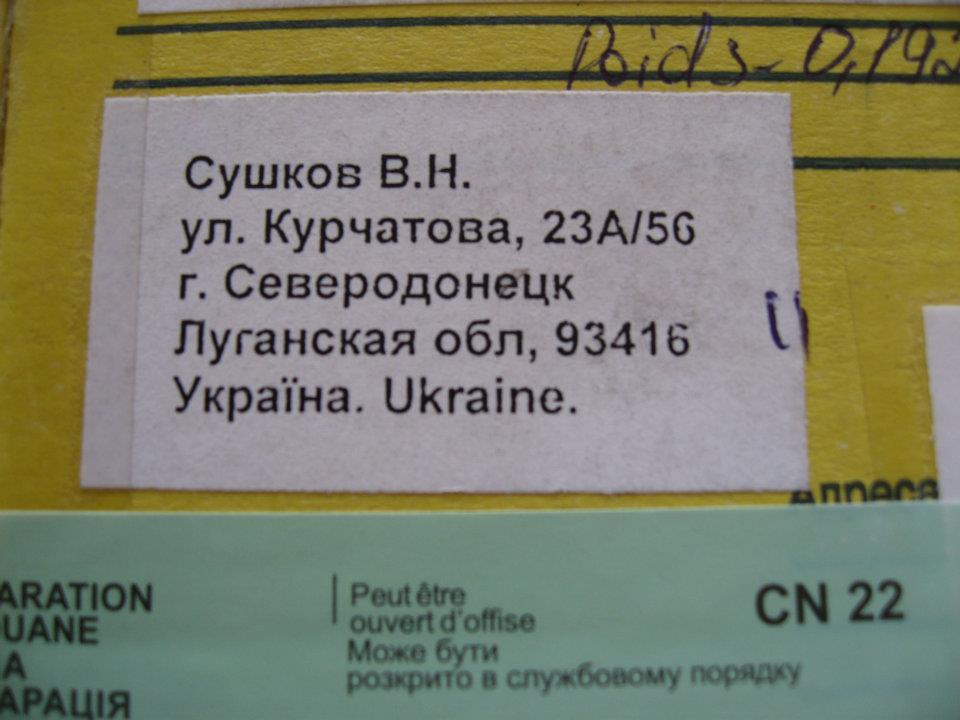 Poids - 0,192
Сушков В.Н.
ул. Курчатова, 23А/56
г. Северодонецк
Луганская обл, 93416
Україна. Ukraine.
Адреса
ARATION
OUANE
АРАЦІЯ
Peut être
ouvert d'offise
Може бути
розкрито в службовому порядку
CN 22